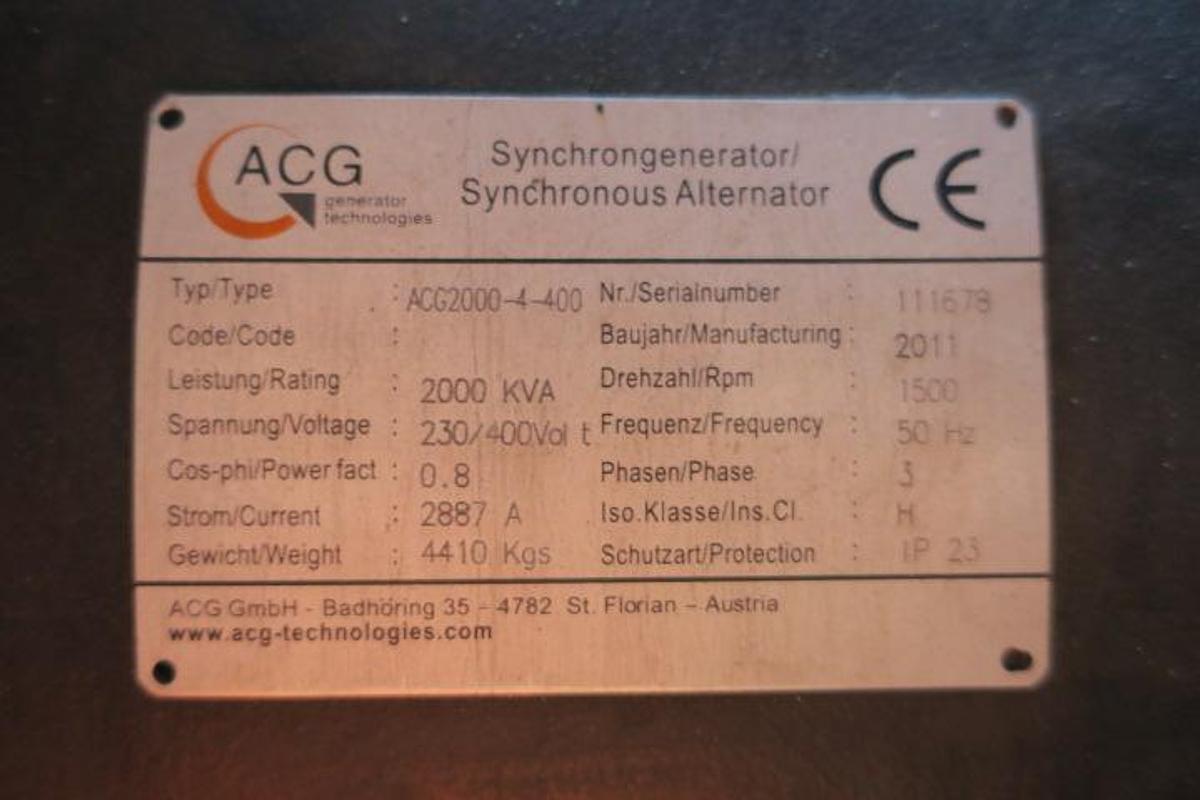 ACG
generator
technologies
Synchrongenerator/
Synchronous Alternator
CE
Typ/Type : ACG2000-4-400 Nr./Serialnumber : 111678
Code/Code : Baujahr/Manufacturing : 2011
Leistung/Rating : 2000 KVA Drehzahl/Rpm : 1500
Spannung/Voltage : 230/400Vol t Frequenz/Frequency : 50 Hz
Cos-phi/Power fact : 0.8 Phasen/Phase : 3
Strom/Current : 2887 A Iso.Klasse/Ins.Cl. : H
Gewicht/Weight : 4410 Kgs Schutzart/Protection : IP 23
ACG GmbH - Badhöring 35 - 4782 St. Florian - Austria
www.acg-technologies.com